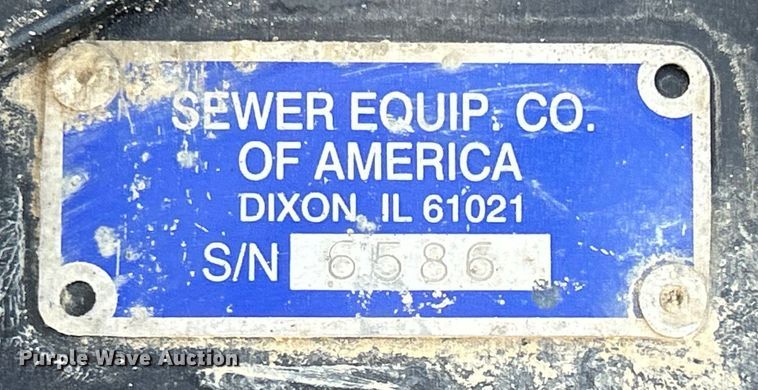 SEWER EQUIP. CO.
OF AMERICA
DIXON, IL 61021
S/N 6586
Purple Wave Auction